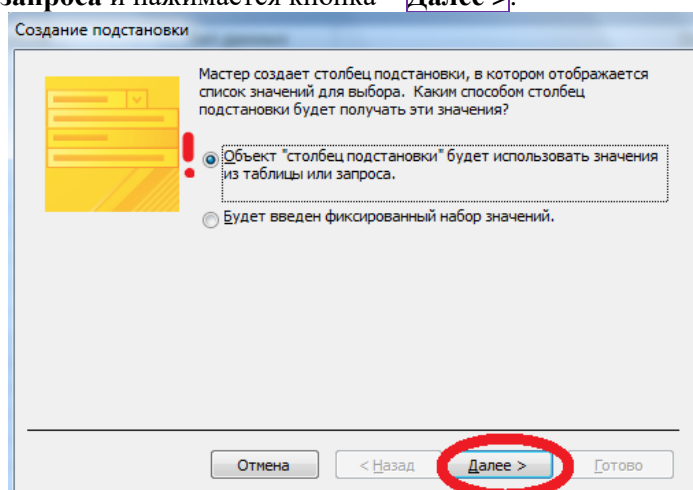 запроса и нажимается кнопка Далее >.
Создание подстановки
Мастер создает столбец подстановки, в котором отображается
список значений для выбора. Каким способом столбец
подстановки будет получать эти значения?
Объект "столбец подстановки" будет использовать значения
из таблицы или запроса.
Будет введен фиксированный набор значений.
Отмена
< Назад
Далее >
Готово